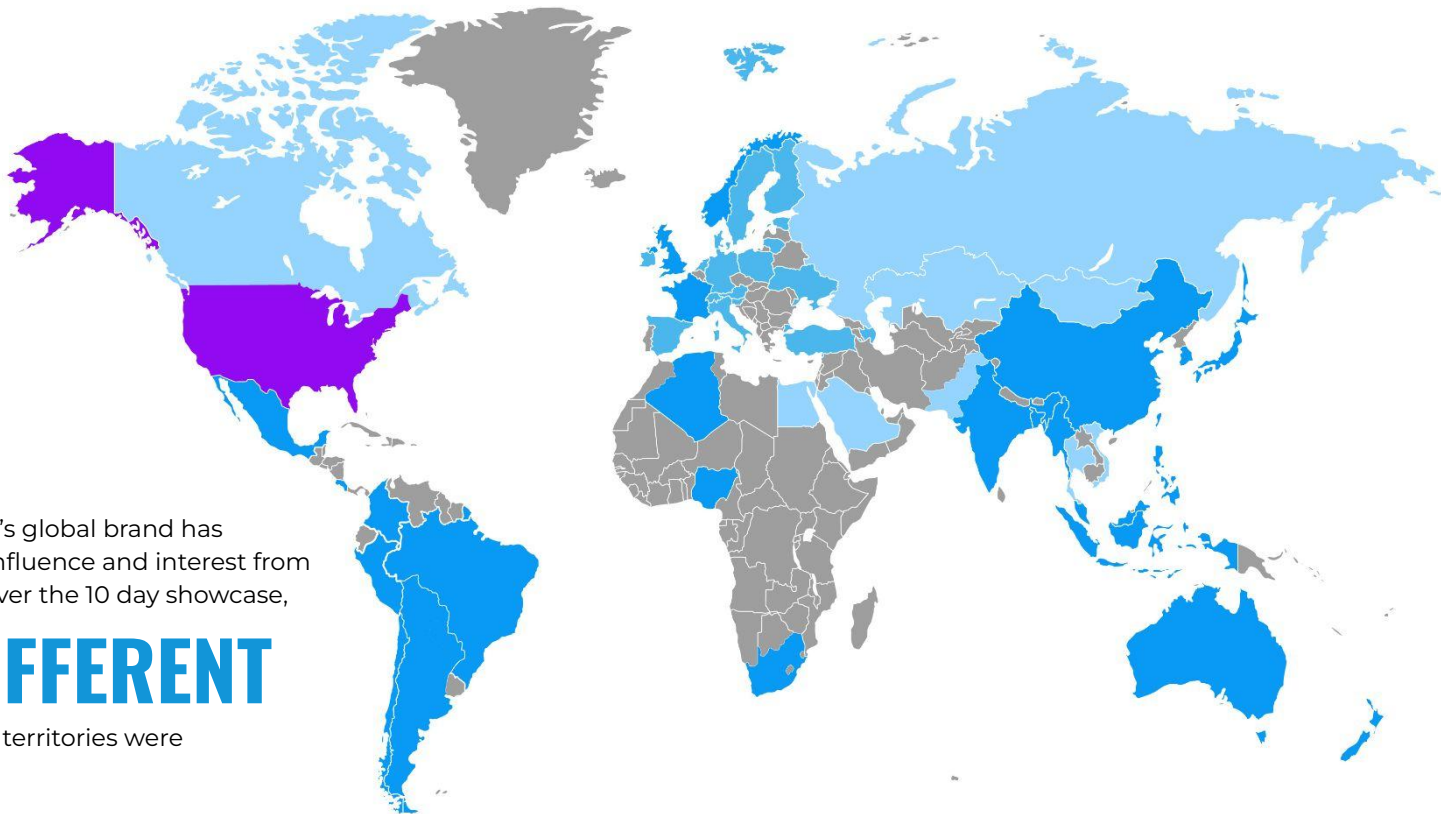 ’s global brand has
nfluence and interest from
ver the 10 day showcase,
FFERENT
territories were